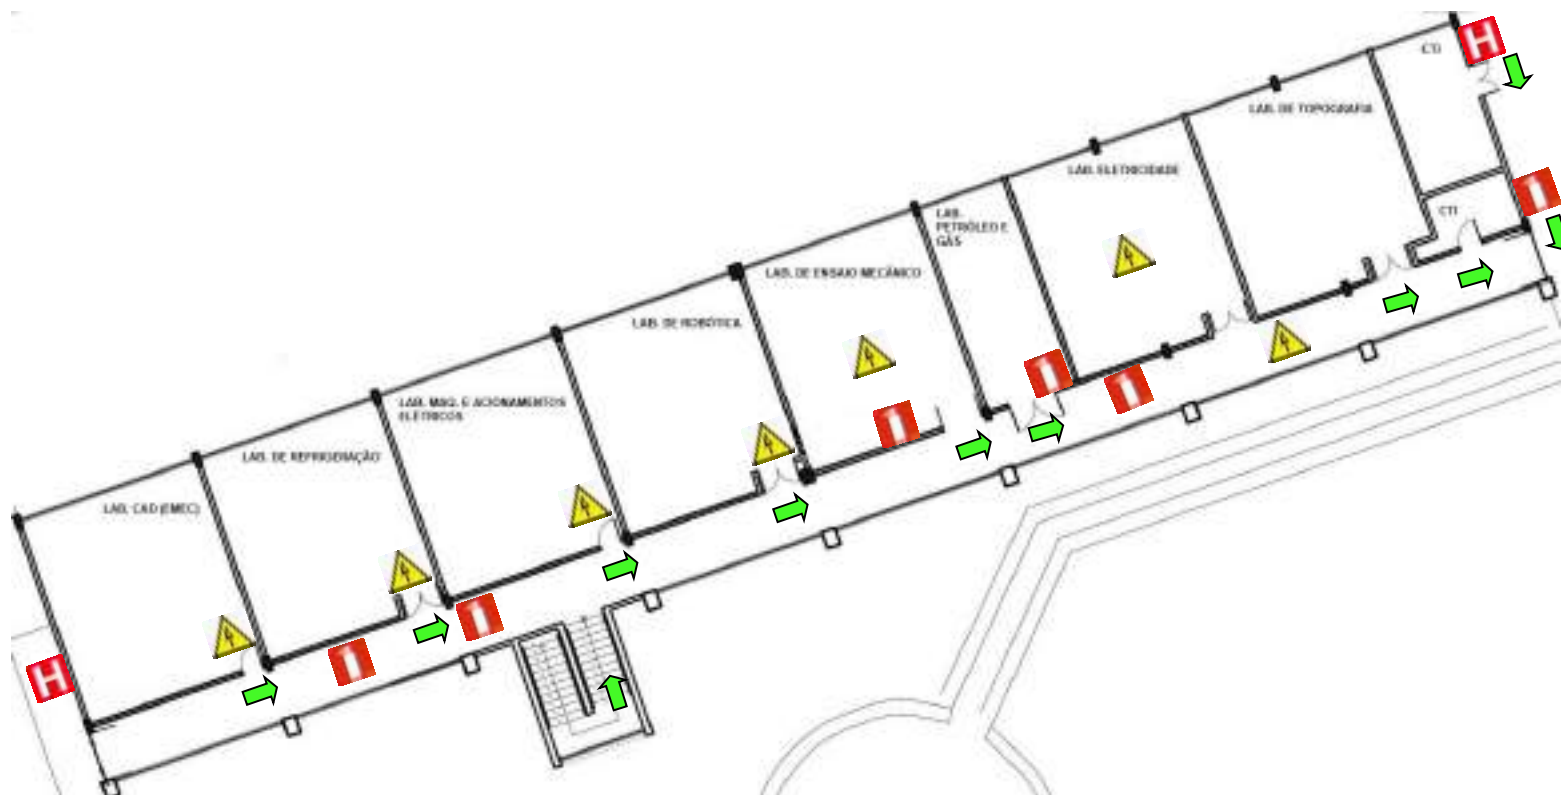 H
CTI
LAB. DE TOPOGRAFIA
LAB. ELETRICIDADE
LAB.
PETRÓLEO E
GÁS
CTI
LAB. DE ENSAIO MECÂNICO
LAB. DE ROBÓTICA
LAB. MAQ. E ACIONAMENTOS
ELÉTRICOS
LAB. DE REFRIGERAÇÃO
LAB. CAD (EMEC)
H